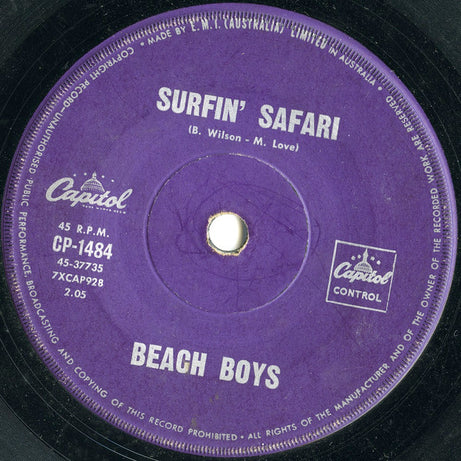 • MADE BY E.M.I. (AUSTRALIA) LIMITED IN AUSTRALIA •
SURFIN' SAFARI
(B. Wilson - M. Love)
Capitol
45 R.P.M.
CP-1484
45-37735
7XCAP928
2.05
Capitol
CONTROL
BEACH BOYS
ALL RIGHTS OF THE MANUFACTURER AND OF THE OWNER OF THE RECORDED WORK ARE RESERVED
COPYRIGHT RECORD-UNAUTHORISED PUBLIC PERFORMANCE, BROADCASTING AND COPYING OF THIS RECORD PROHIBITED •